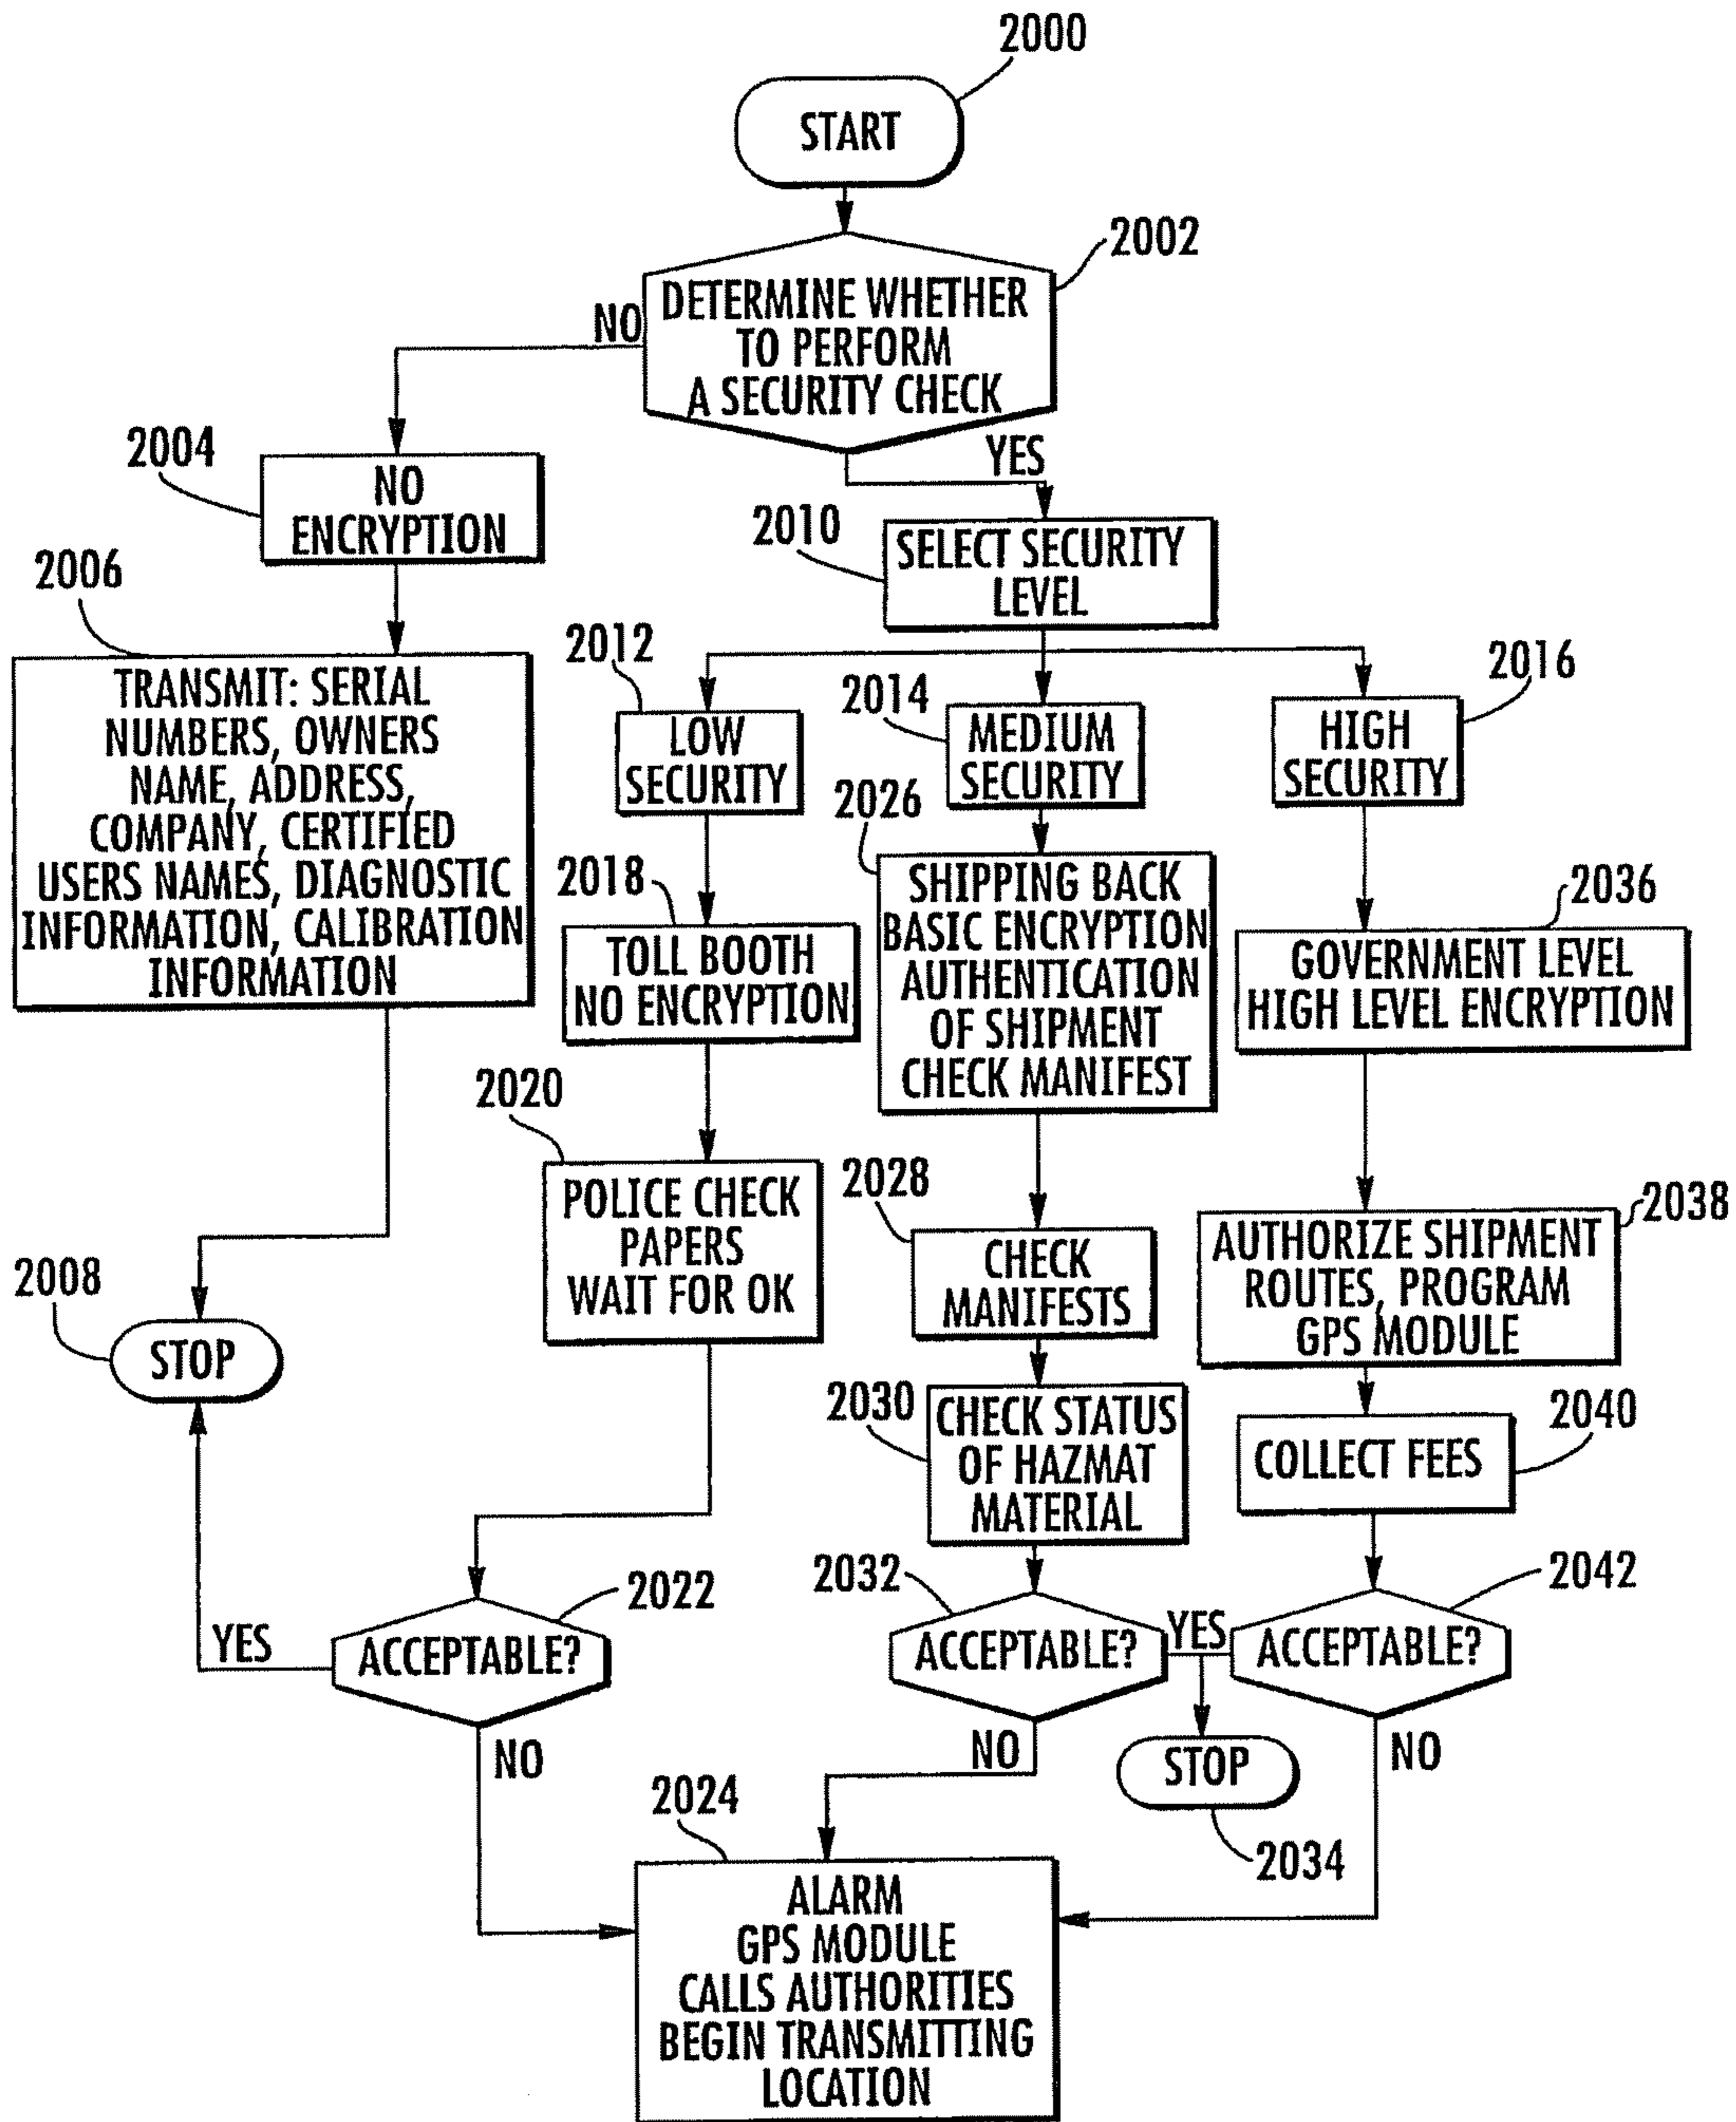 2000
START
2002
DETERMINE WHETHER
TO PERFORM
A SECURITY CHECK
NO
YES
2004
NO
ENCRYPTION
2010
SELECT SECURITY
LEVEL
2006
TRANSMIT: SERIAL
NUMBERS, OWNERS
NAME, ADDRESS,
COMPANY, CERTIFIED
USERS NAMES, DIAGNOSTIC
INFORMATION, CALIBRATION
INFORMATION
2012
LOW
SECURITY
2014
MEDIUM
SECURITY
2016
HIGH
SECURITY
2018
TOLL BOOTH
NO ENCRYPTION
2026
SHIPPING BACK
BASIC ENCRYPTION
AUTHENTICATION
OF SHIPMENT
CHECK MANIFEST
2036
GOVERNMENT LEVEL
HIGH LEVEL ENCRYPTION
2020
POLICE CHECK
PAPERS
WAIT FOR OK
2028
CHECK
MANIFESTS
2038
AUTHORIZE SHIPMENT
ROUTES, PROGRAM
GPS MODULE
2008
STOP
2030
CHECK STATUS
OF HAZMAT
MATERIAL
2040
COLLECT FEES
2022
ACCEPTABLE?
YES
NO
2032
ACCEPTABLE?
YES
NO
2042
ACCEPTABLE?
NO
STOP
2034
2024
ALARM
GPS MODULE
CALLS AUTHORITIES
BEGIN TRANSMITTING
LOCATION